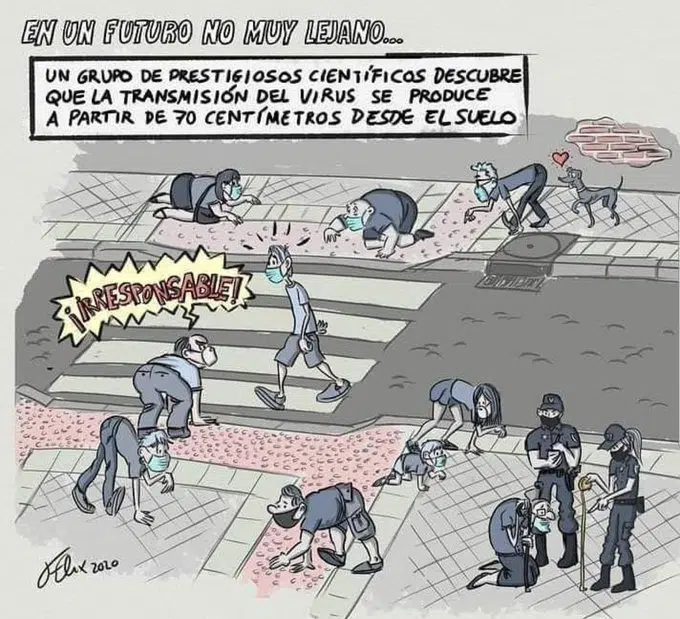 EN UN FUTURO NO MUY LEJANO...
UN GRUPO DE PRESTIGIOSOS CIENTÍFICOS DESCUBRE
QUE LA TRANSMISIÓN DEL VIRUS SE PRODUCE
A PARTIR DE 70 CENTÍMETROS DESDE EL SUELO
¡IRRESPONSABLE!
Félix 2020